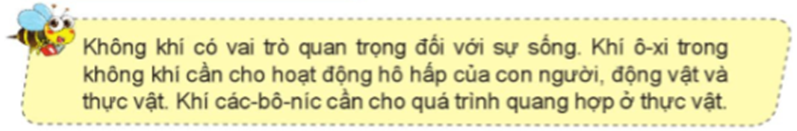 Không khí có vai trò quan trọng đối với sự sống. Khí ô-xi trong
không khí cần cho hoạt động hô hấp của con người, động vật và
thực vật. Khí các-bô-níc cần cho quá trình quang hợp ở thực vật.